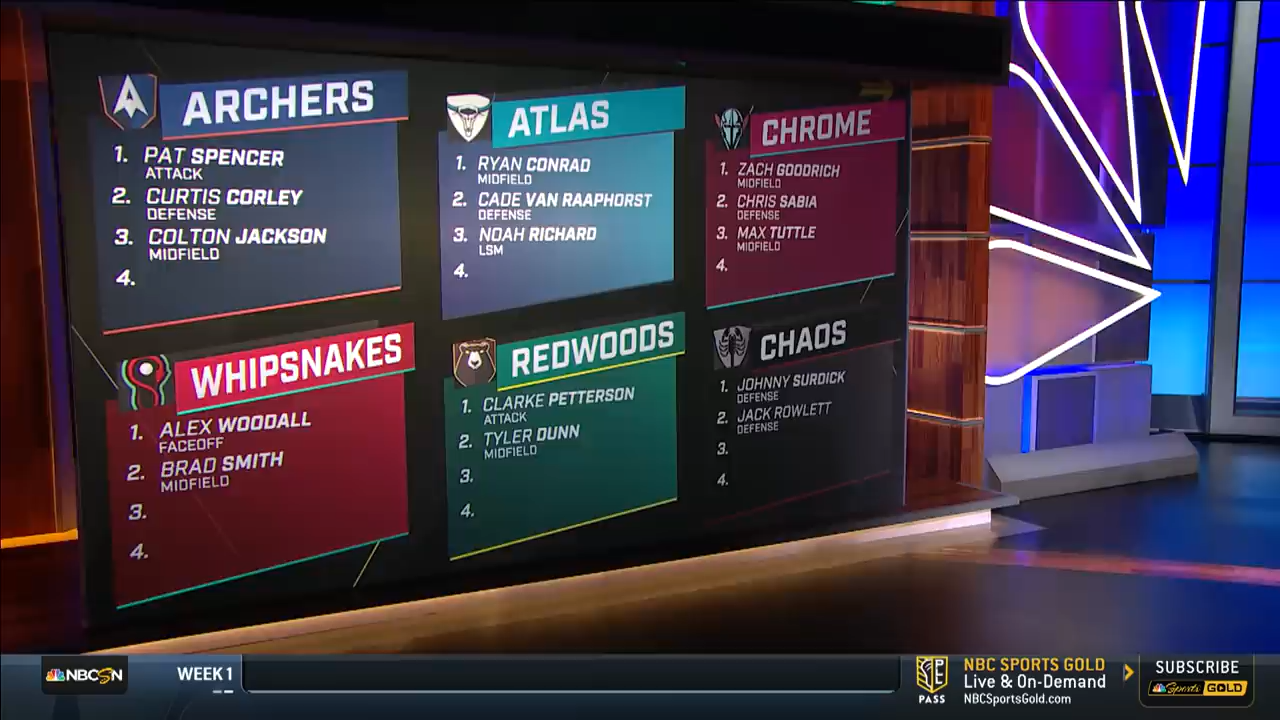 ARCHERS
1. PAT SPENCER
ATTACK
2. CURTIS CORLEY
DEFENSE
3. COLTON JACKSON
MIDFIELD
4.
ATLAS
1. RYAN CONRAD
MIDFIELD
2. CADE VAN RAAPHORST
DEFENSE
3. NOAH RICHARD
LSM
4.
CHROME
1. ZACH GOODRICH
MIDFIELD
2. CHRIS SABIA
DEFENSE
3. MAX TUTTLE
MIDFIELD
4.
WHIPSNAKES
1. ALEX WOODALL
FACEOFF
2. BRAD SMITH
MIDFIELD
3.
4.
REDWOODS
1. CLARKE PETTERSON
ATTACK
2. TYLER DUNN
MIDFIELD
3.
4.
CHAOS
1. JOHNNY SURDICK
DEFENSE
2. JACK ROWLETT
DEFENSE
3.
4.
NBCSN
WEEK 1
PASS
NBC SPORTS GOLD
Live & On-Demand
NBCSportsGold.com
SUBSCRIBE
Sports GOLD